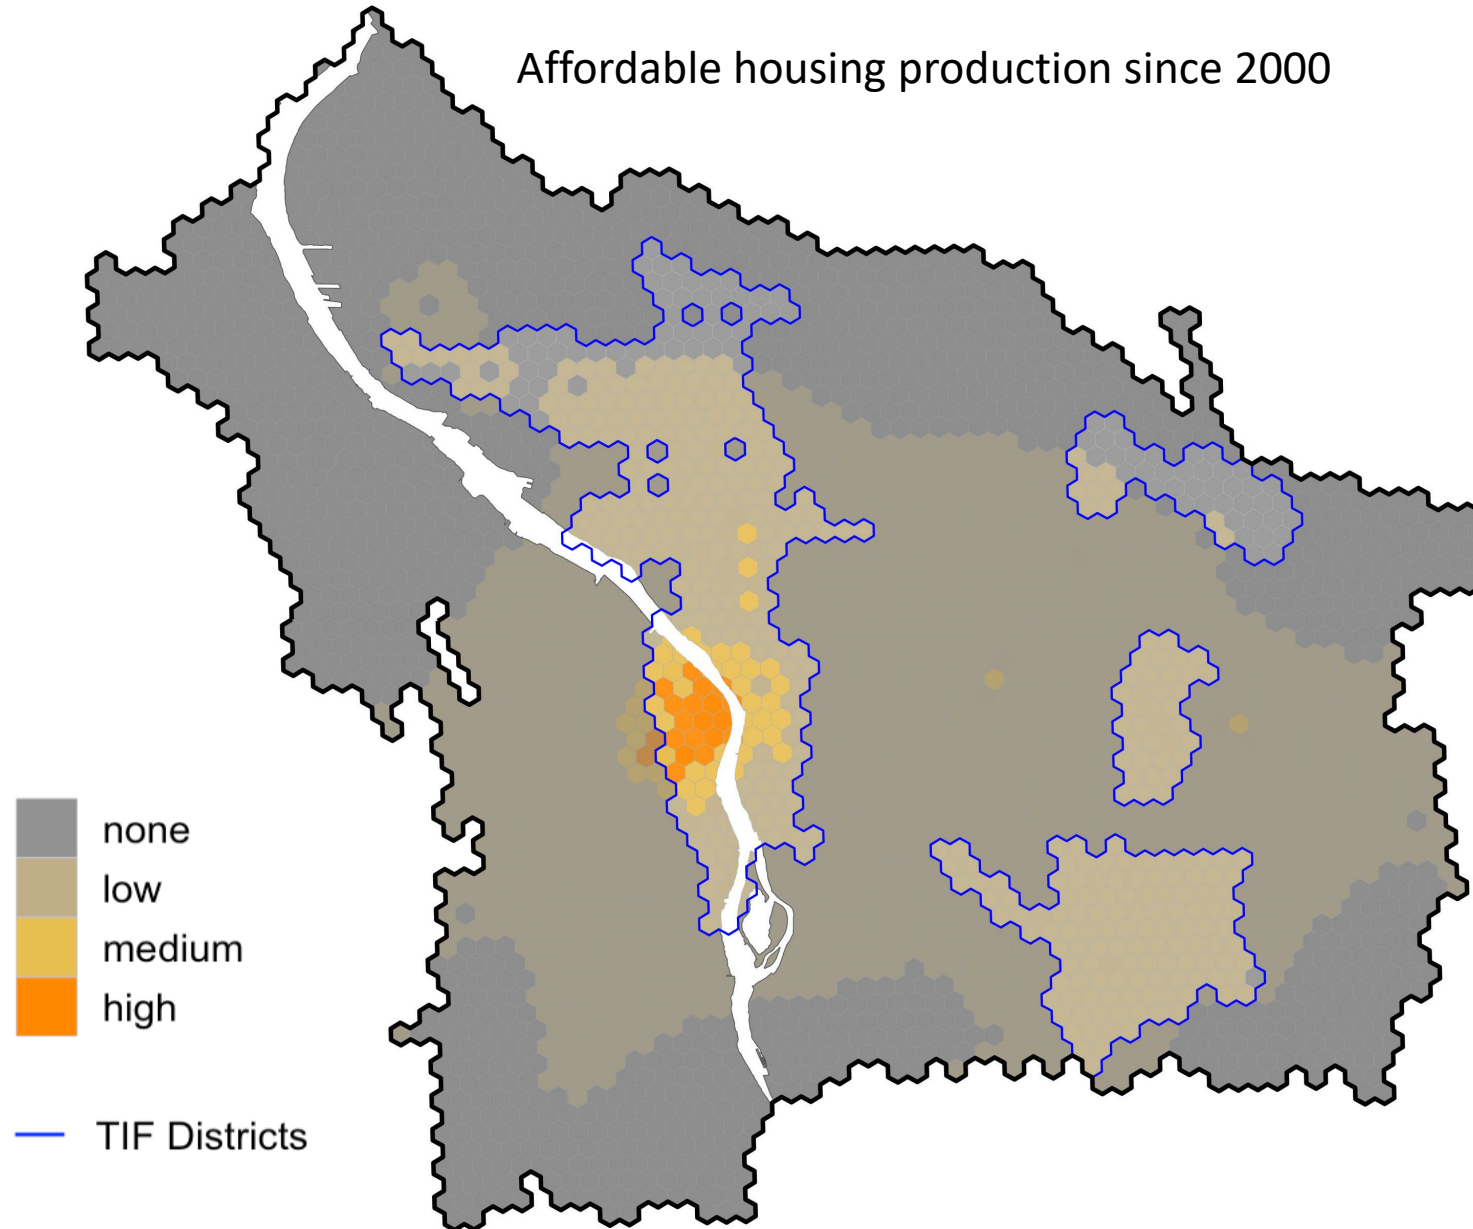 Affordable housing production since 2000
none
low
medium
high
TIF Districts